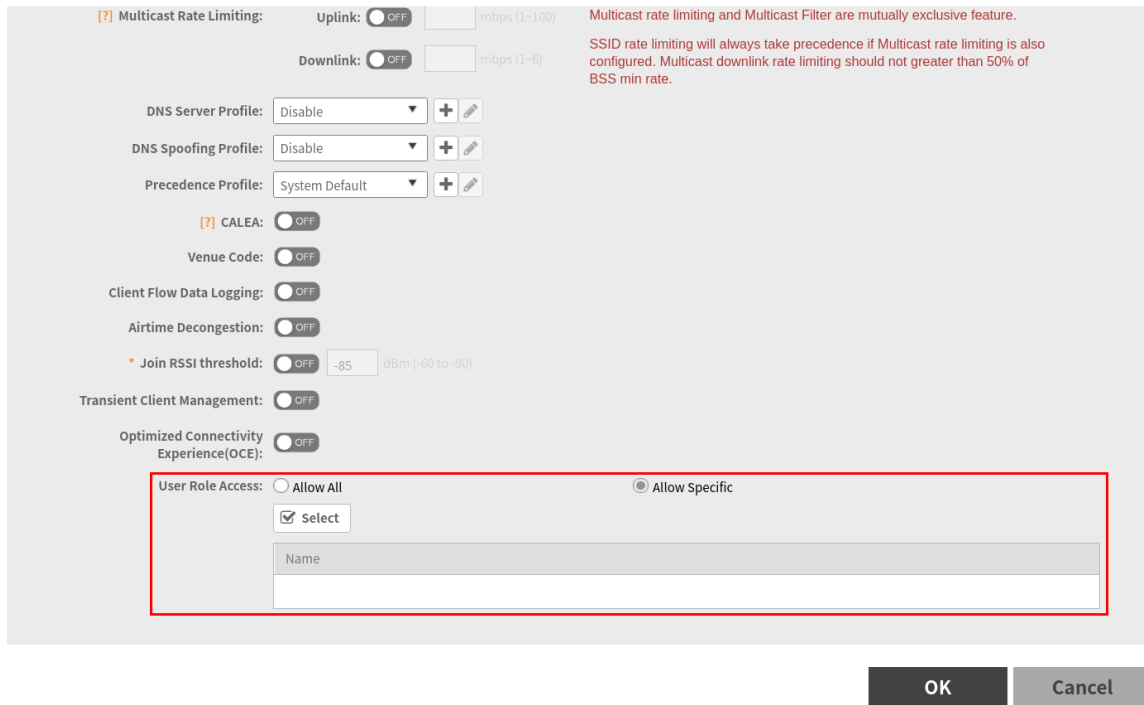 [?] Multicast Rate Limiting: Uplink: OFF mbps (1~100) Multicast rate limiting and Multicast Filter are mutually exclusive feature.
Downlink: OFF mbps (1~6) SSID rate limiting will always take precedence if Multicast rate limiting is also
configured. Multicast downlink rate limiting should not greater than 50% of
BSS min rate.
DNS Server Profile: Disable
DNS Spoofing Profile: Disable
Precedence Profile: System Default
[?] CALEA: OFF
Venue Code: OFF
Client Flow Data Logging: OFF
Airtime Decongestion: OFF
* Join RSSI threshold: OFF -85 dBm (-60 to -90)
Transient Client Management: OFF
Optimized Connectivity
Experience(OCE): OFF
User Role Access: Allow All Allow Specific
Select
Name
OK Cancel